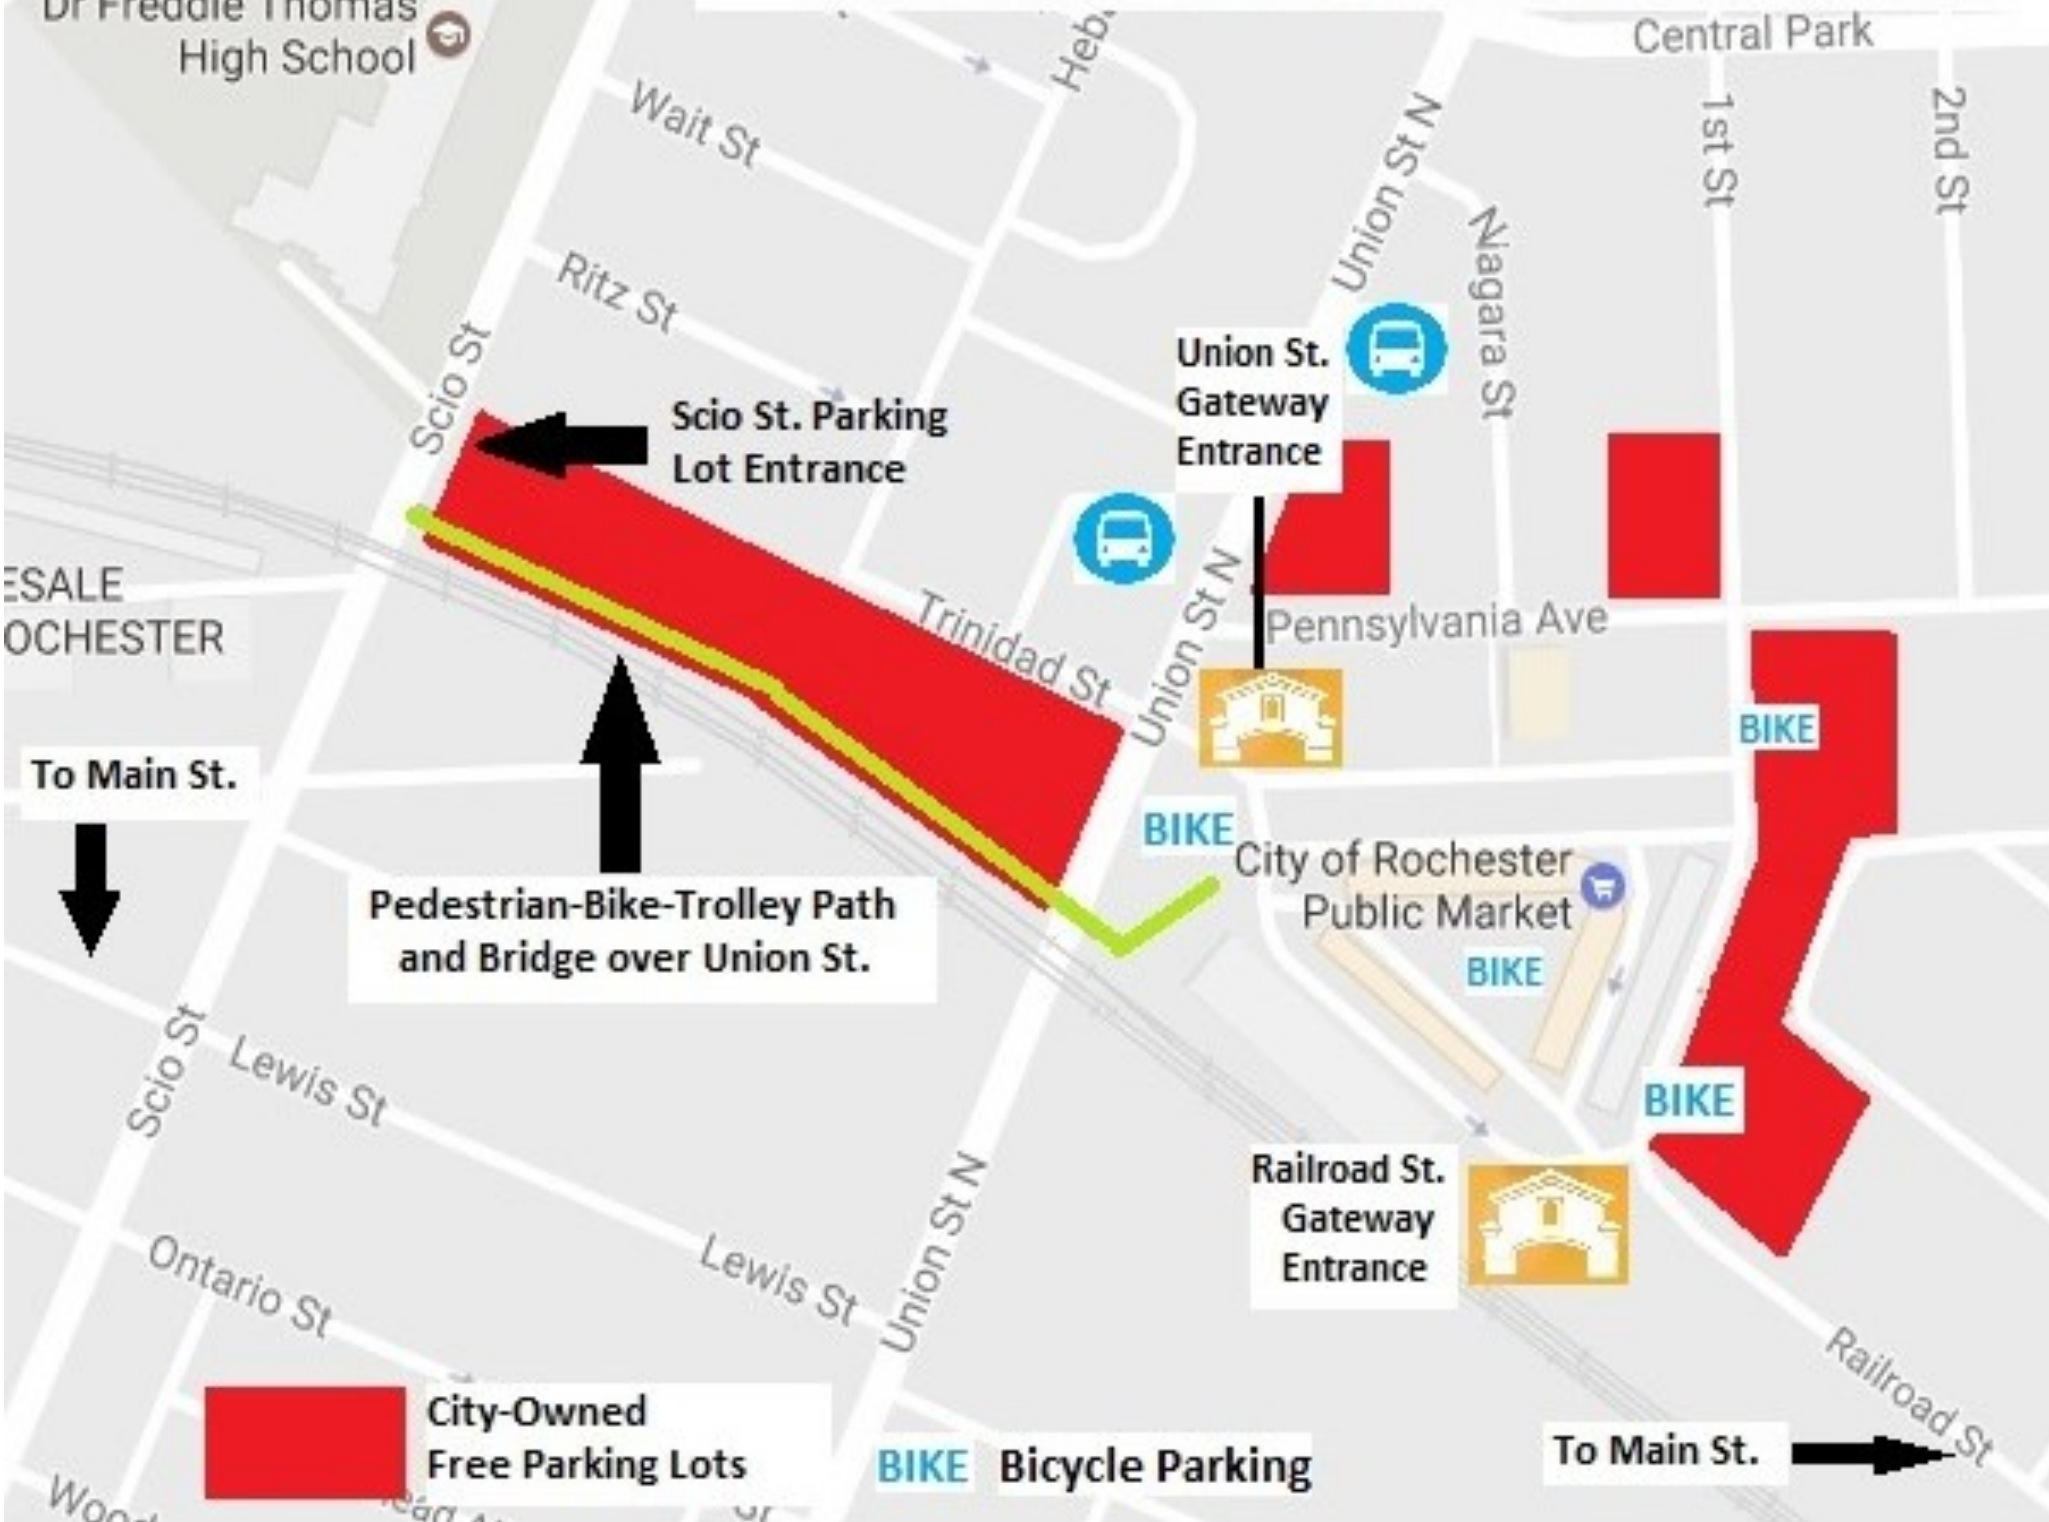 Dr Freddie Thomas
High School
Central Park
Wait St
Union St N
1st St
2nd St
Niagara St
Ritz St
Scio St
Union St.
Gateway
Entrance
Scio St. Parking
Lot Entrance
Trinidad St
Union St N
Pennsylvania Ave
ESALE
OCHESTER
BIKE
To Main St.
BIKE
City of Rochester
Public Market
BIKE
Pedestrian-Bike-Trolley Path
and Bridge over Union St.
BIKE
Scio St
Lewis St
Railroad St.
Gateway
Entrance
Lewis St
Union St N
Ontario St
Railroad St
City-Owned
Free Parking Lots
BIKE Bicycle Parking
To Main St.